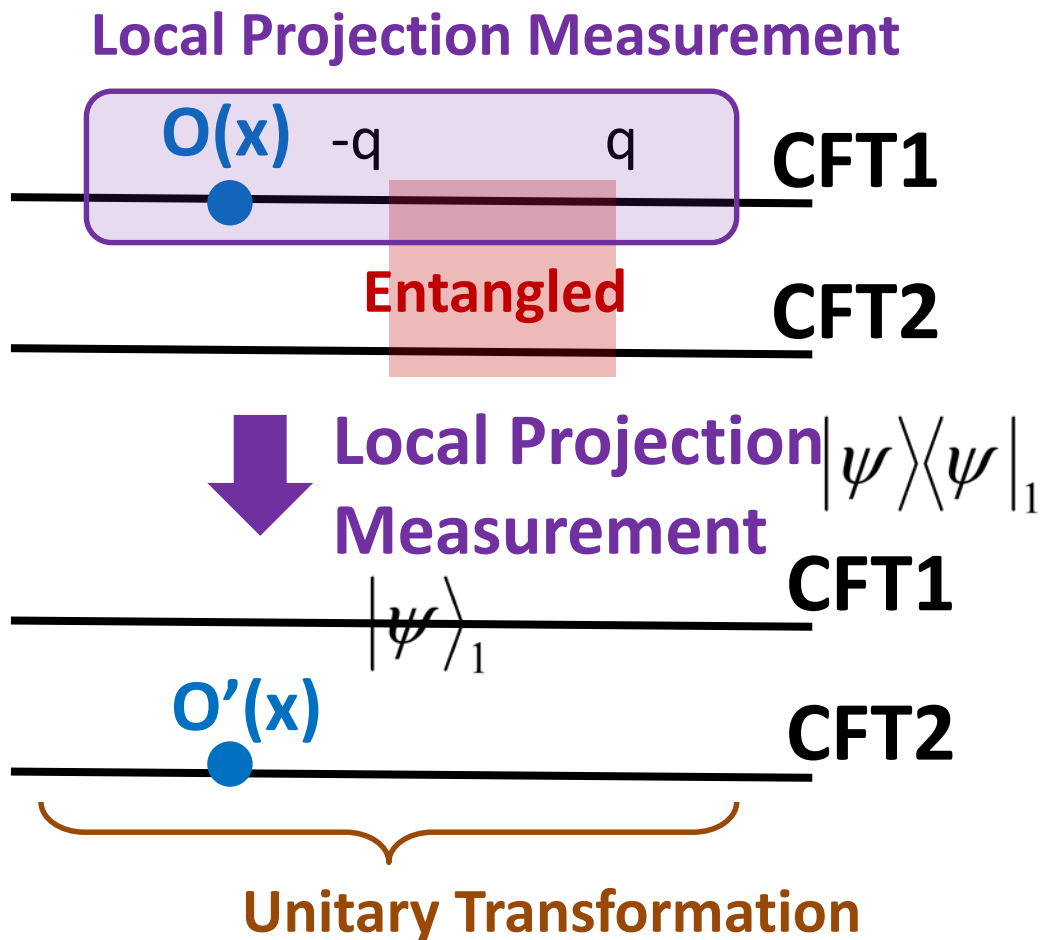 Local Projection Measurement
O(x) -q q CFT1
Entangled CFT2
Local Projection |ψ⟩⟨ψ|₁
Measurement
CFT1
|ψ⟩₁
O’(x) CFT2
Unitary Transformation